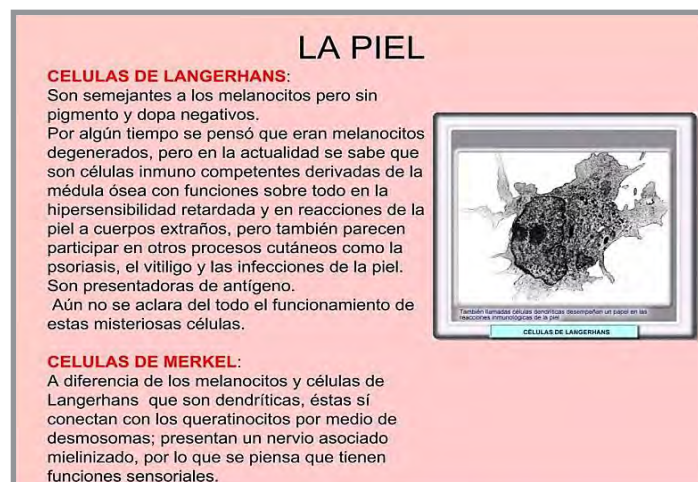 LA PIEL
CELULAS DE LANGERHANS:
Son semejantes a los melanocitos pero sin
pigmento y dopa negativos.
Por algún tiempo se pensó que eran melanocitos
degenerados, pero en la actualidad se sabe que
son células inmuno competentes derivadas de la
médula ósea con funciones sobre todo en la
hipersensibilidad retardada y en reacciones de la
piel a cuerpos extraños, pero también parecen
participar en otros procesos cutáneos como la
psoriasis, el vitiligo y las infecciones de la piel.
Son presentadoras de antígeno.
Aún no se aclara del todo el funcionamiento de
estas misteriosas células.
También llamadas células dendríticas desempeñan un papel en las
reacciones inmunológicas de la piel
CÉLULAS DE LANGERHANS
CELULAS DE MERKEL:
A diferencia de los melanocitos y células de
Langerhans que son dendríticas, éstas sí
conectan con los queratinocitos por medio de
desmosomas; presentan un nervio asociado
mielinizado, por lo que se piensa que tienen
funciones sensoriales.